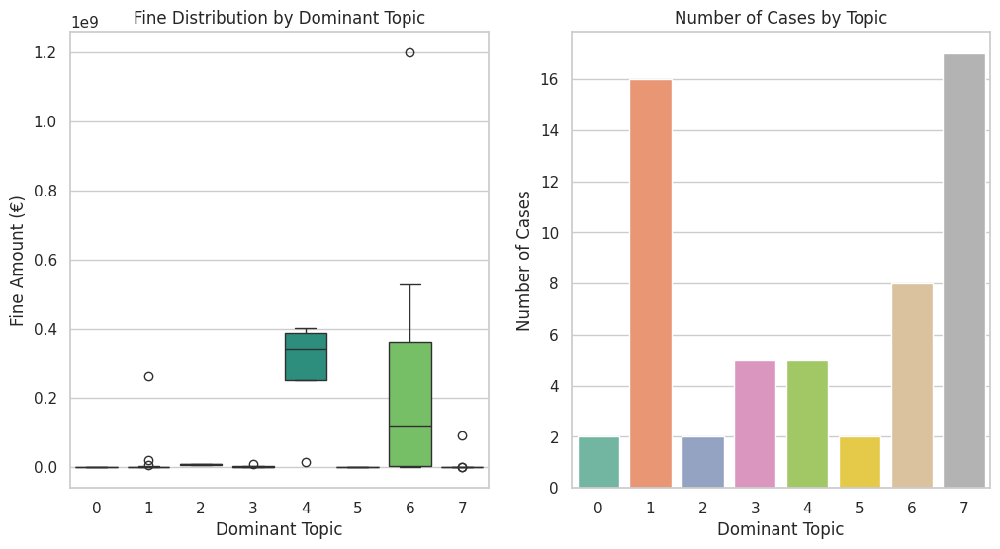 Fine Distribution by Dominant Topic
1e9
1.2
1.0
0.8
0.6
0.4
0.2
0.0
Fine Amount (€)
0 1 2 3 4 5 6 7
Dominant Topic
Number of Cases by Topic
16
14
12
10
8
6
4
2
0
Number of Cases
0 1 2 3 4 5 6 7
Dominant Topic